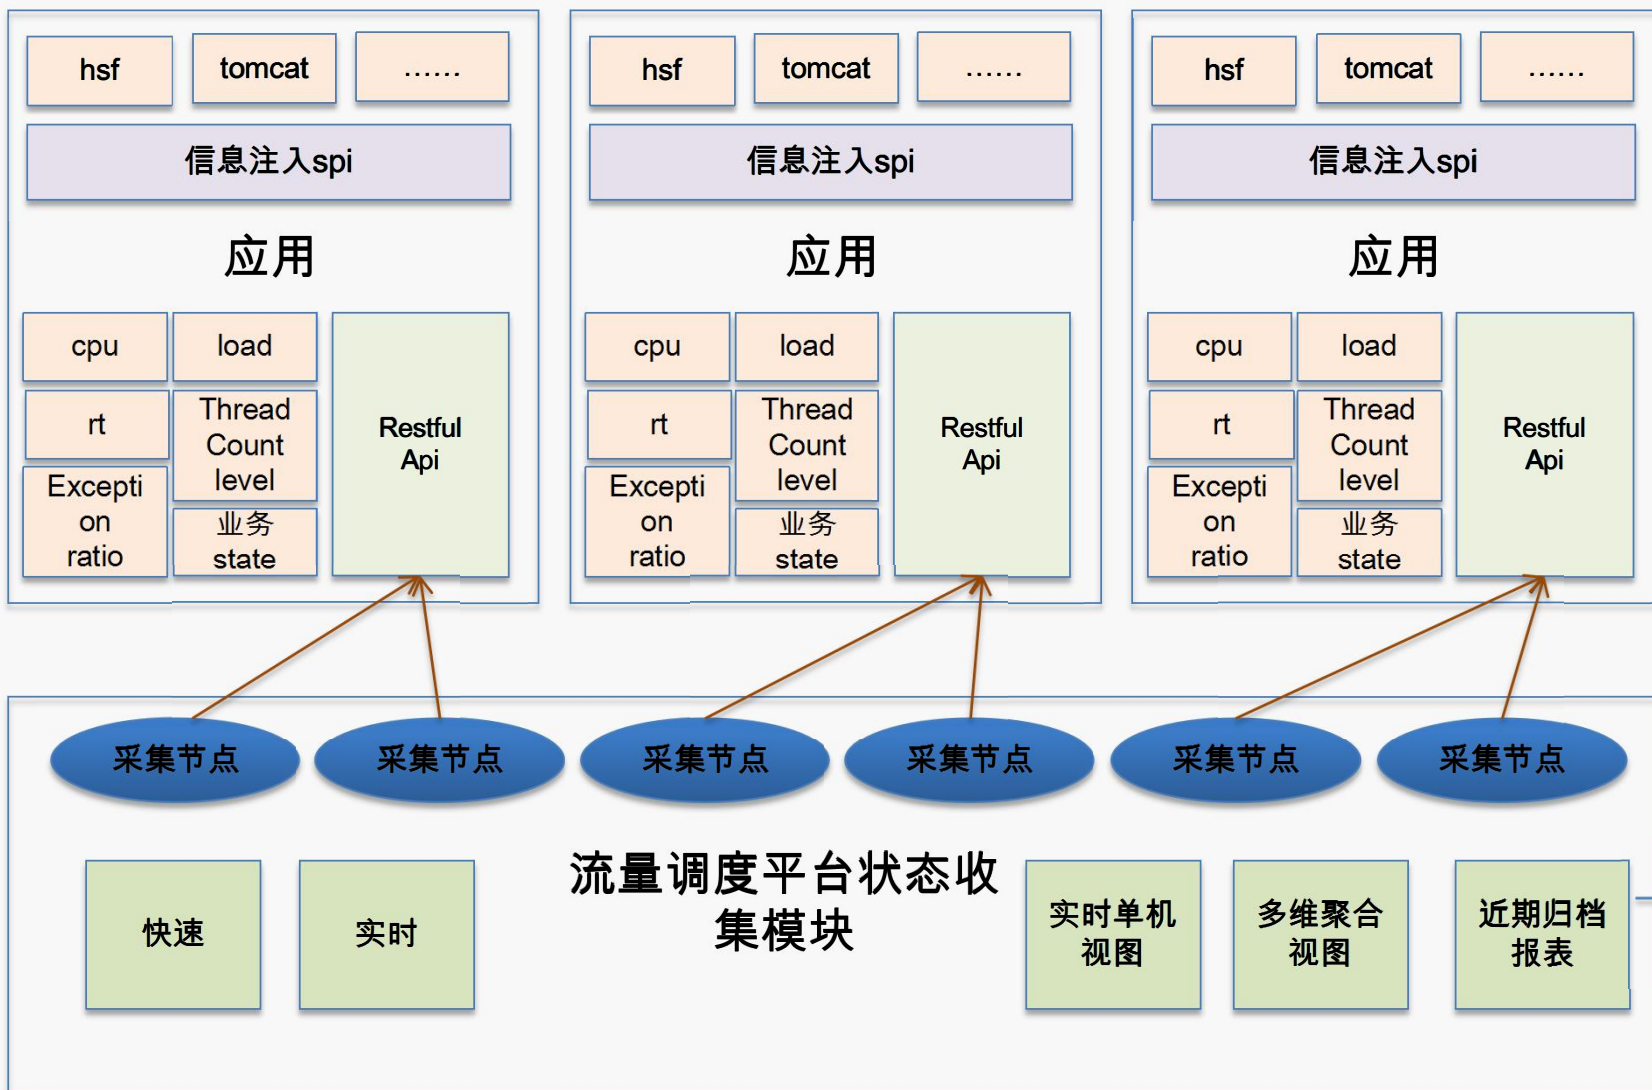 hsf
tomcat
......
信息注入spi
应用
cpu
load
rt
Thread
Count
level
Excepti
on
ratio
业务
state
Restful
Api
hsf
tomcat
......
信息注入spi
应用
cpu
load
rt
Thread
Count
level
Excepti
on
ratio
业务
state
Restful
Api
hsf
tomcat
......
信息注入spi
应用
cpu
load
rt
Thread
Count
level
Excepti
on
ratio
业务
state
Restful
Api
采集节点
采集节点
采集节点
采集节点
采集节点
采集节点
快速
实时
流量调度平台状态收
集模块
实时单机
视图
多维聚合
视图
近期归档
报表